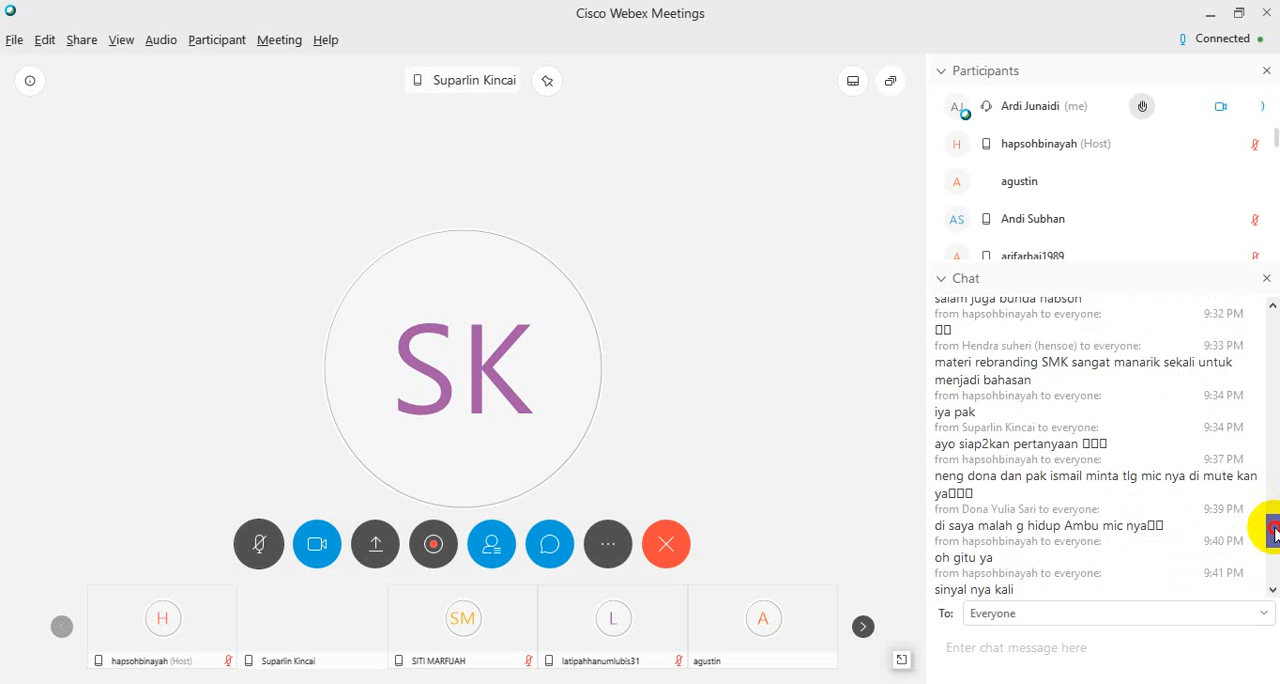 Cisco Webex Meetings
File Edit Share View Audio Participant Meeting Help
Connected
Suparlin Kincai
SK
hapsohbinayah (Host)
Suparlin Kincai
SITI MARFUAH
latipahhanumlubis31
agustin
H
SM
L
A
Participants
AJ Ardi Junaidi (me)
H hapsohbinayah (Host)
A agustin
AS Andi Subhan
A arifarbai1989
Chat
salam juga bunda habsoh
from hapsohbinayah to everyone: 9:32 PM
from Hendra suheri (hensoe) to everyone: 9:33 PM
materi rebranding SMK sangat manarik sekali untuk
menjadi bahasan
from hapsohbinayah to everyone: 9:34 PM
iya pak
from Suparlin Kincai to everyone: 9:34 PM
ayo siap2kan pertanyaan
from hapsohbinayah to everyone: 9:37 PM
neng dona dan pak ismail minta tlg mic nya di mute kan
ya
from Dona Yulia Sari to everyone: 9:39 PM
di saya malah g hidup Ambu mic nya
from hapsohbinayah to everyone: 9:40 PM
oh gitu ya
from hapsohbinayah to everyone: 9:41 PM
sinyal nya kali
To: Everyone
Enter chat message here